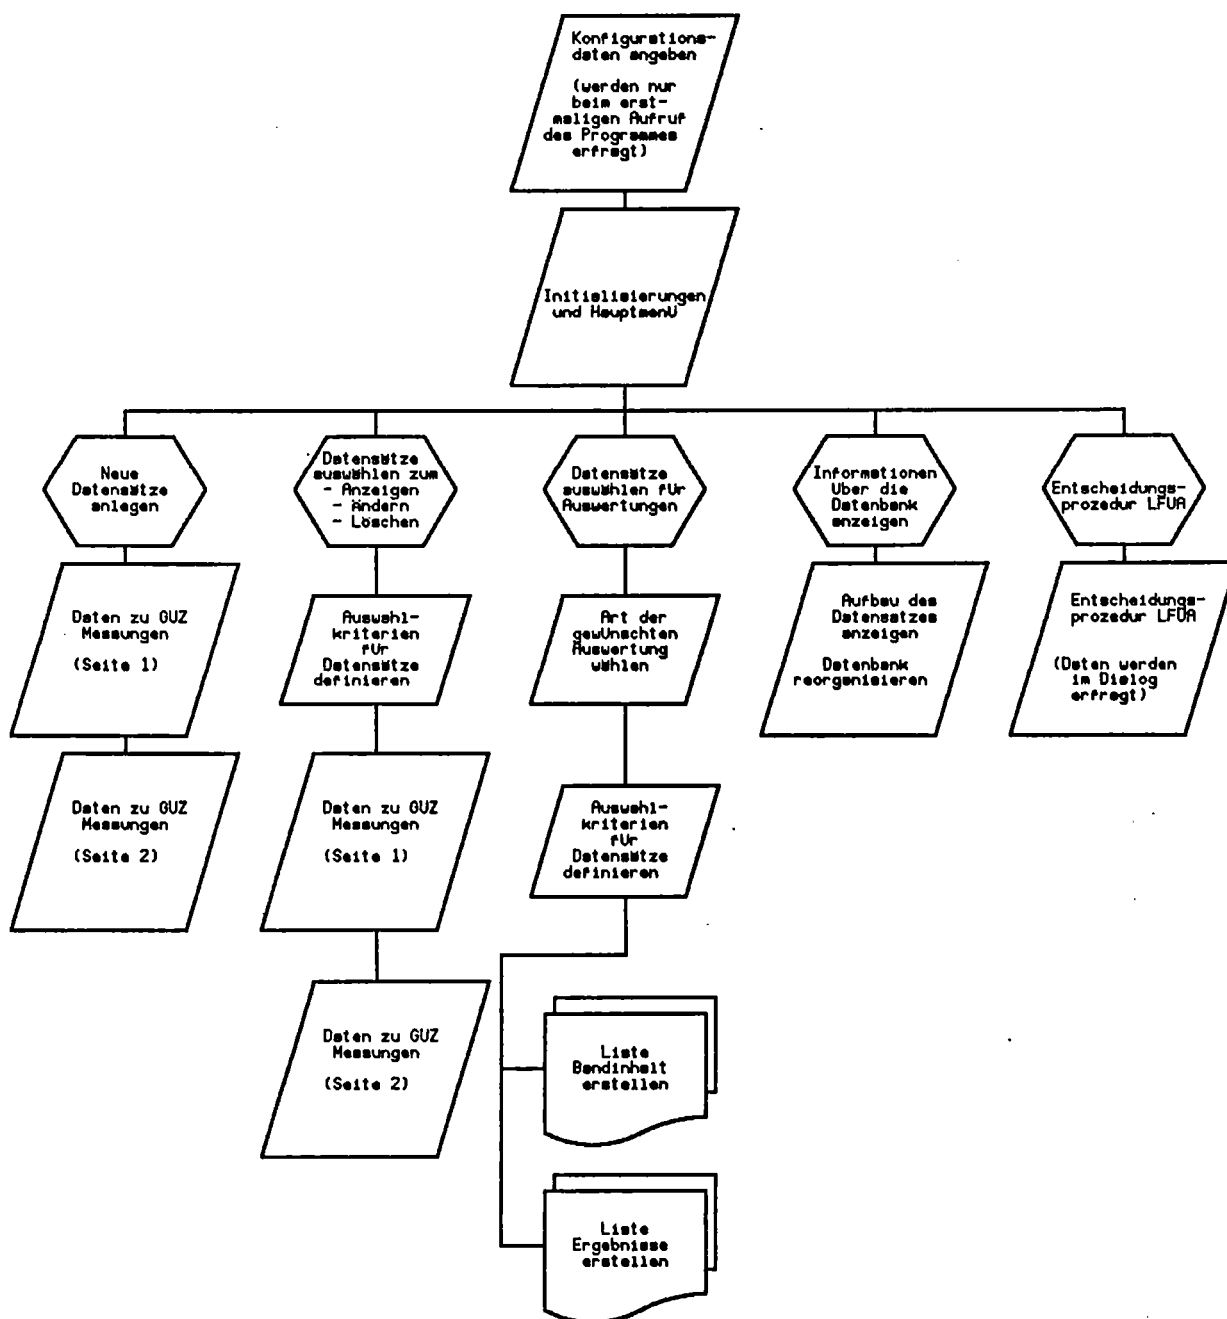 Konfigurations-
daten angeben
(werden nur
beim erst-
maligen Aufruf
des Programmes
erfragt)
Initialisierungen
und Hauptmenü
Neue
Datensätze
anlegen
Datensätze
auswählen zum
- Anzeigen
- Ändern
- Löschen
Datensätze
auswählen für
Auswertungen
Informationen
über die
Datenbank
anzeigen
Entscheidungs-
prozedur LFUA
Daten zu GUZ
Messungen
(Seite 1)
Auswahl-
kriterien
für
Datensätze
definieren
Art der
gewünschten
Auswertung
wählen
Aufbau des
Datensatzes
anzeigen
Datenbank
reorganisieren
Entscheidungs-
prozedur LFUA
(Daten werden
im Dialog
erfragt)
Daten zu GUZ
Messungen
(Seite 2)
Daten zu GUZ
Messungen
(Seite 1)
Auswahl-
kriterien
für
Datensätze
definieren
Daten zu GUZ
Messungen
(Seite 2)
Liste
Bandinhalt
erstellen
Liste
Ergebnisse
erstellen